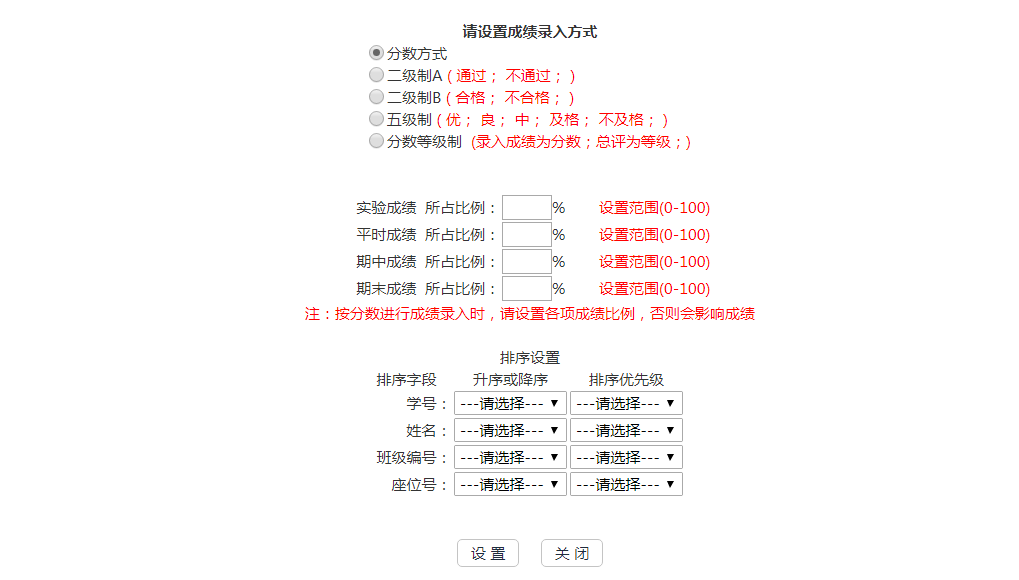 请设置成绩录入方式
分数方式
二级制A ( 通过； 不通过； )
二级制B ( 合格； 不合格； )
五级制 ( 优； 良； 中； 及格； 不及格； )
分数等级制 (录入成绩为分数；总评为等级；)
实验成绩 所占比例： % 设置范围(0-100)
平时成绩 所占比例： % 设置范围(0-100)
期中成绩 所占比例： % 设置范围(0-100)
期末成绩 所占比例： % 设置范围(0-100)
注：按分数进行成绩录入时，请设置各项成绩比例，否则会影响成绩
排序设置
排序字段 升序或降序 排序优先级
学号： ---请选择--- ---请选择---
姓名： ---请选择--- ---请选择---
班级编号： ---请选择--- ---请选择---
座位号： ---请选择--- ---请选择---
设 置 关 闭